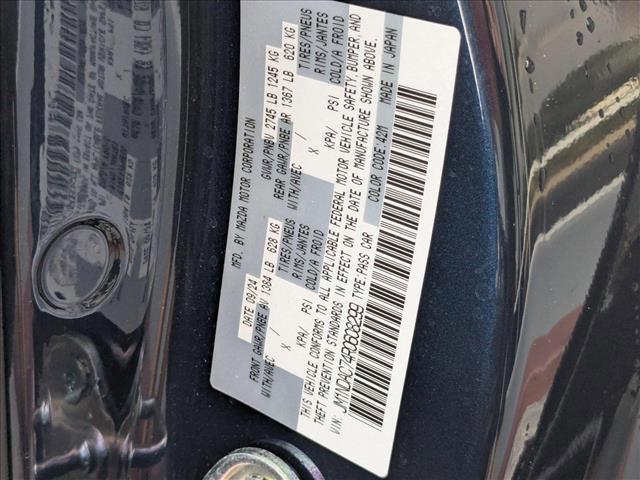 MFD. BY MAZDA MOTOR CORPORATION
DATE 09/24 GVWR/PNBV 2745 LB 1245 KG
FRONT GAWR/PNBE AV 1384 LB 628 KG REAR GAWR/PNBE AR 1367 LB 620 KG
WITH/AVEC TIRES/PNEUS WITH/AVEC TIRES/PNEUS
X RIMS/JANTES X RIMS/JANTES
KPA/ PSI COLD/A FROID KPA/ PSI COLD/A FROID
THIS VEHICLE CONFORMS TO ALL APPLICABLE FEDERAL MOTOR VEHICLE SAFETY, BUMPER, AND
THEFT PREVENTION STANDARDS IN EFFECT ON THE DATE OF MANUFACTURE SHOWN ABOVE.
VIN: TYPE PASS CAR COLOR CODE 42M MADE IN JAPAN